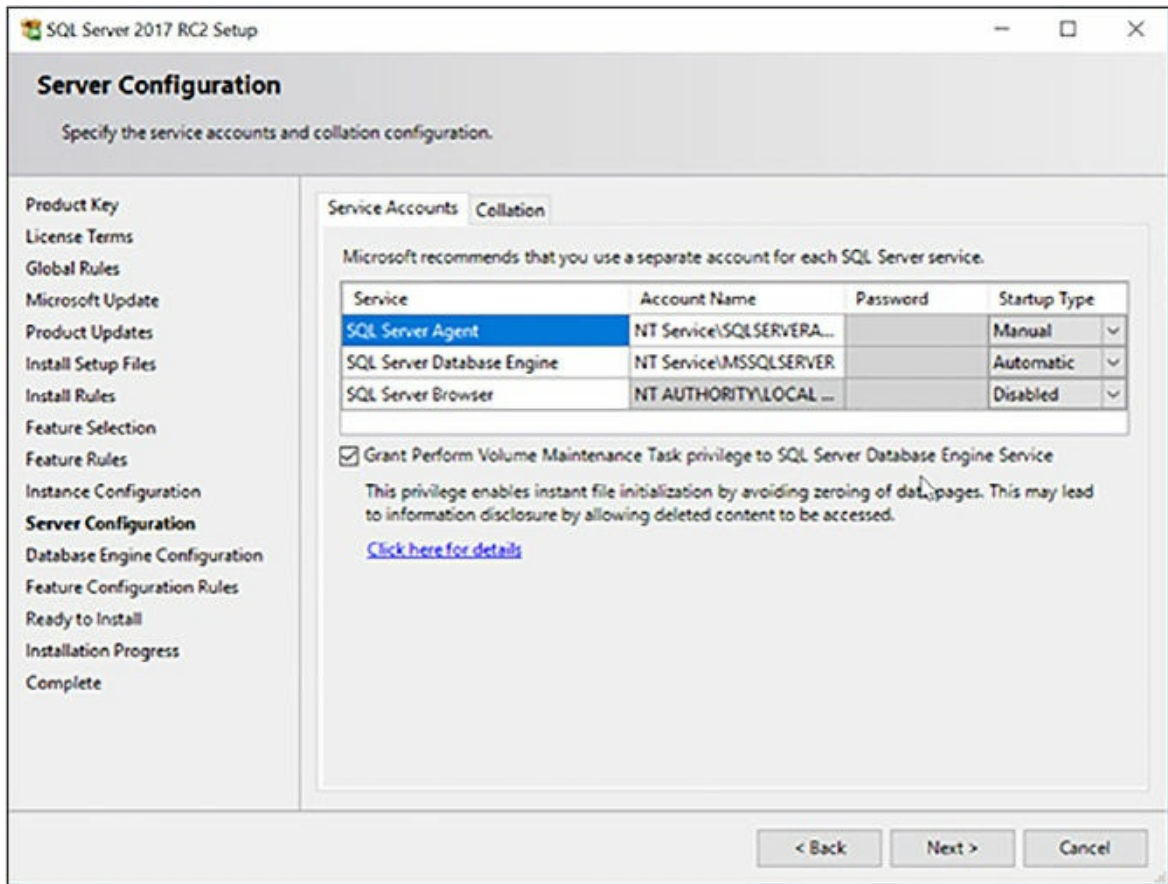 SQL Server 2017 RC2 Setup
Server Configuration
Specify the service accounts and collation configuration.
Product Key
License Terms
Global Rules
Microsoft Update
Product Updates
Install Setup Files
Install Rules
Feature Selection
Feature Rules
Instance Configuration
Server Configuration
Database Engine Configuration
Feature Configuration Rules
Ready to Install
Installation Progress
Complete
Service Accounts Collation
Microsoft recommends that you use a separate account for each SQL Server service.
Service Account Name Password Startup Type
SQL Server Agent NT Service\SQLSERVERA... Manual
SQL Server Database Engine NT Service\MSSQLSERVER Automatic
SQL Server Browser NT AUTHORITY\LOCAL ... Disabled
Grant Perform Volume Maintenance Task privilege to SQL Server Database Engine Service
This privilege enables instant file initialization by avoiding zeroing of data pages. This may lead
to information disclosure by allowing deleted content to be accessed.
Click here for details
< Back Next > Cancel